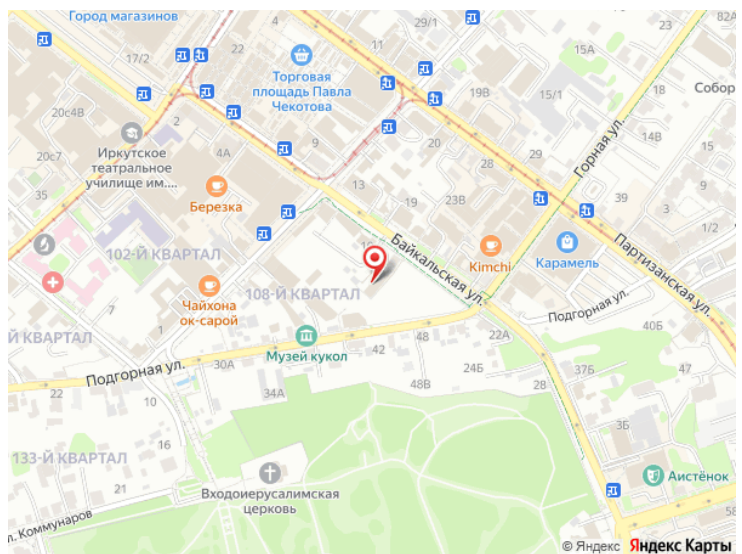 Город магазинов
82А
29/1
22
17/2
11
15А
Торговая
площадь Павла
Чекотова
18
Собор
20с4В
19В
15/1
2
Горная ул.
14В
Иркутское
театральное
училище им....
6
9
20с7
4А
20
29
28
35
13
39
Березка
19
23В
1/2
102-Й КВАРТАЛ
Байкальская ул.
Kimchi
Карамель
Партизанская ул.
108-Й КВАРТАЛ
Чайхона
ок-сарой
Подгорная ул.
Й КВАРТАЛ
Музей кукол
42
48
22А
40Б
Подгорная ул.
30А
24Б
37Б
47
22
34А
48В
28
10
3Б
16
133-Й КВАРТАЛ
Аистёнок
21
Входоиерусалимская
церковь
л. Коммунаров
5
© Яндекс Яндекс Карты